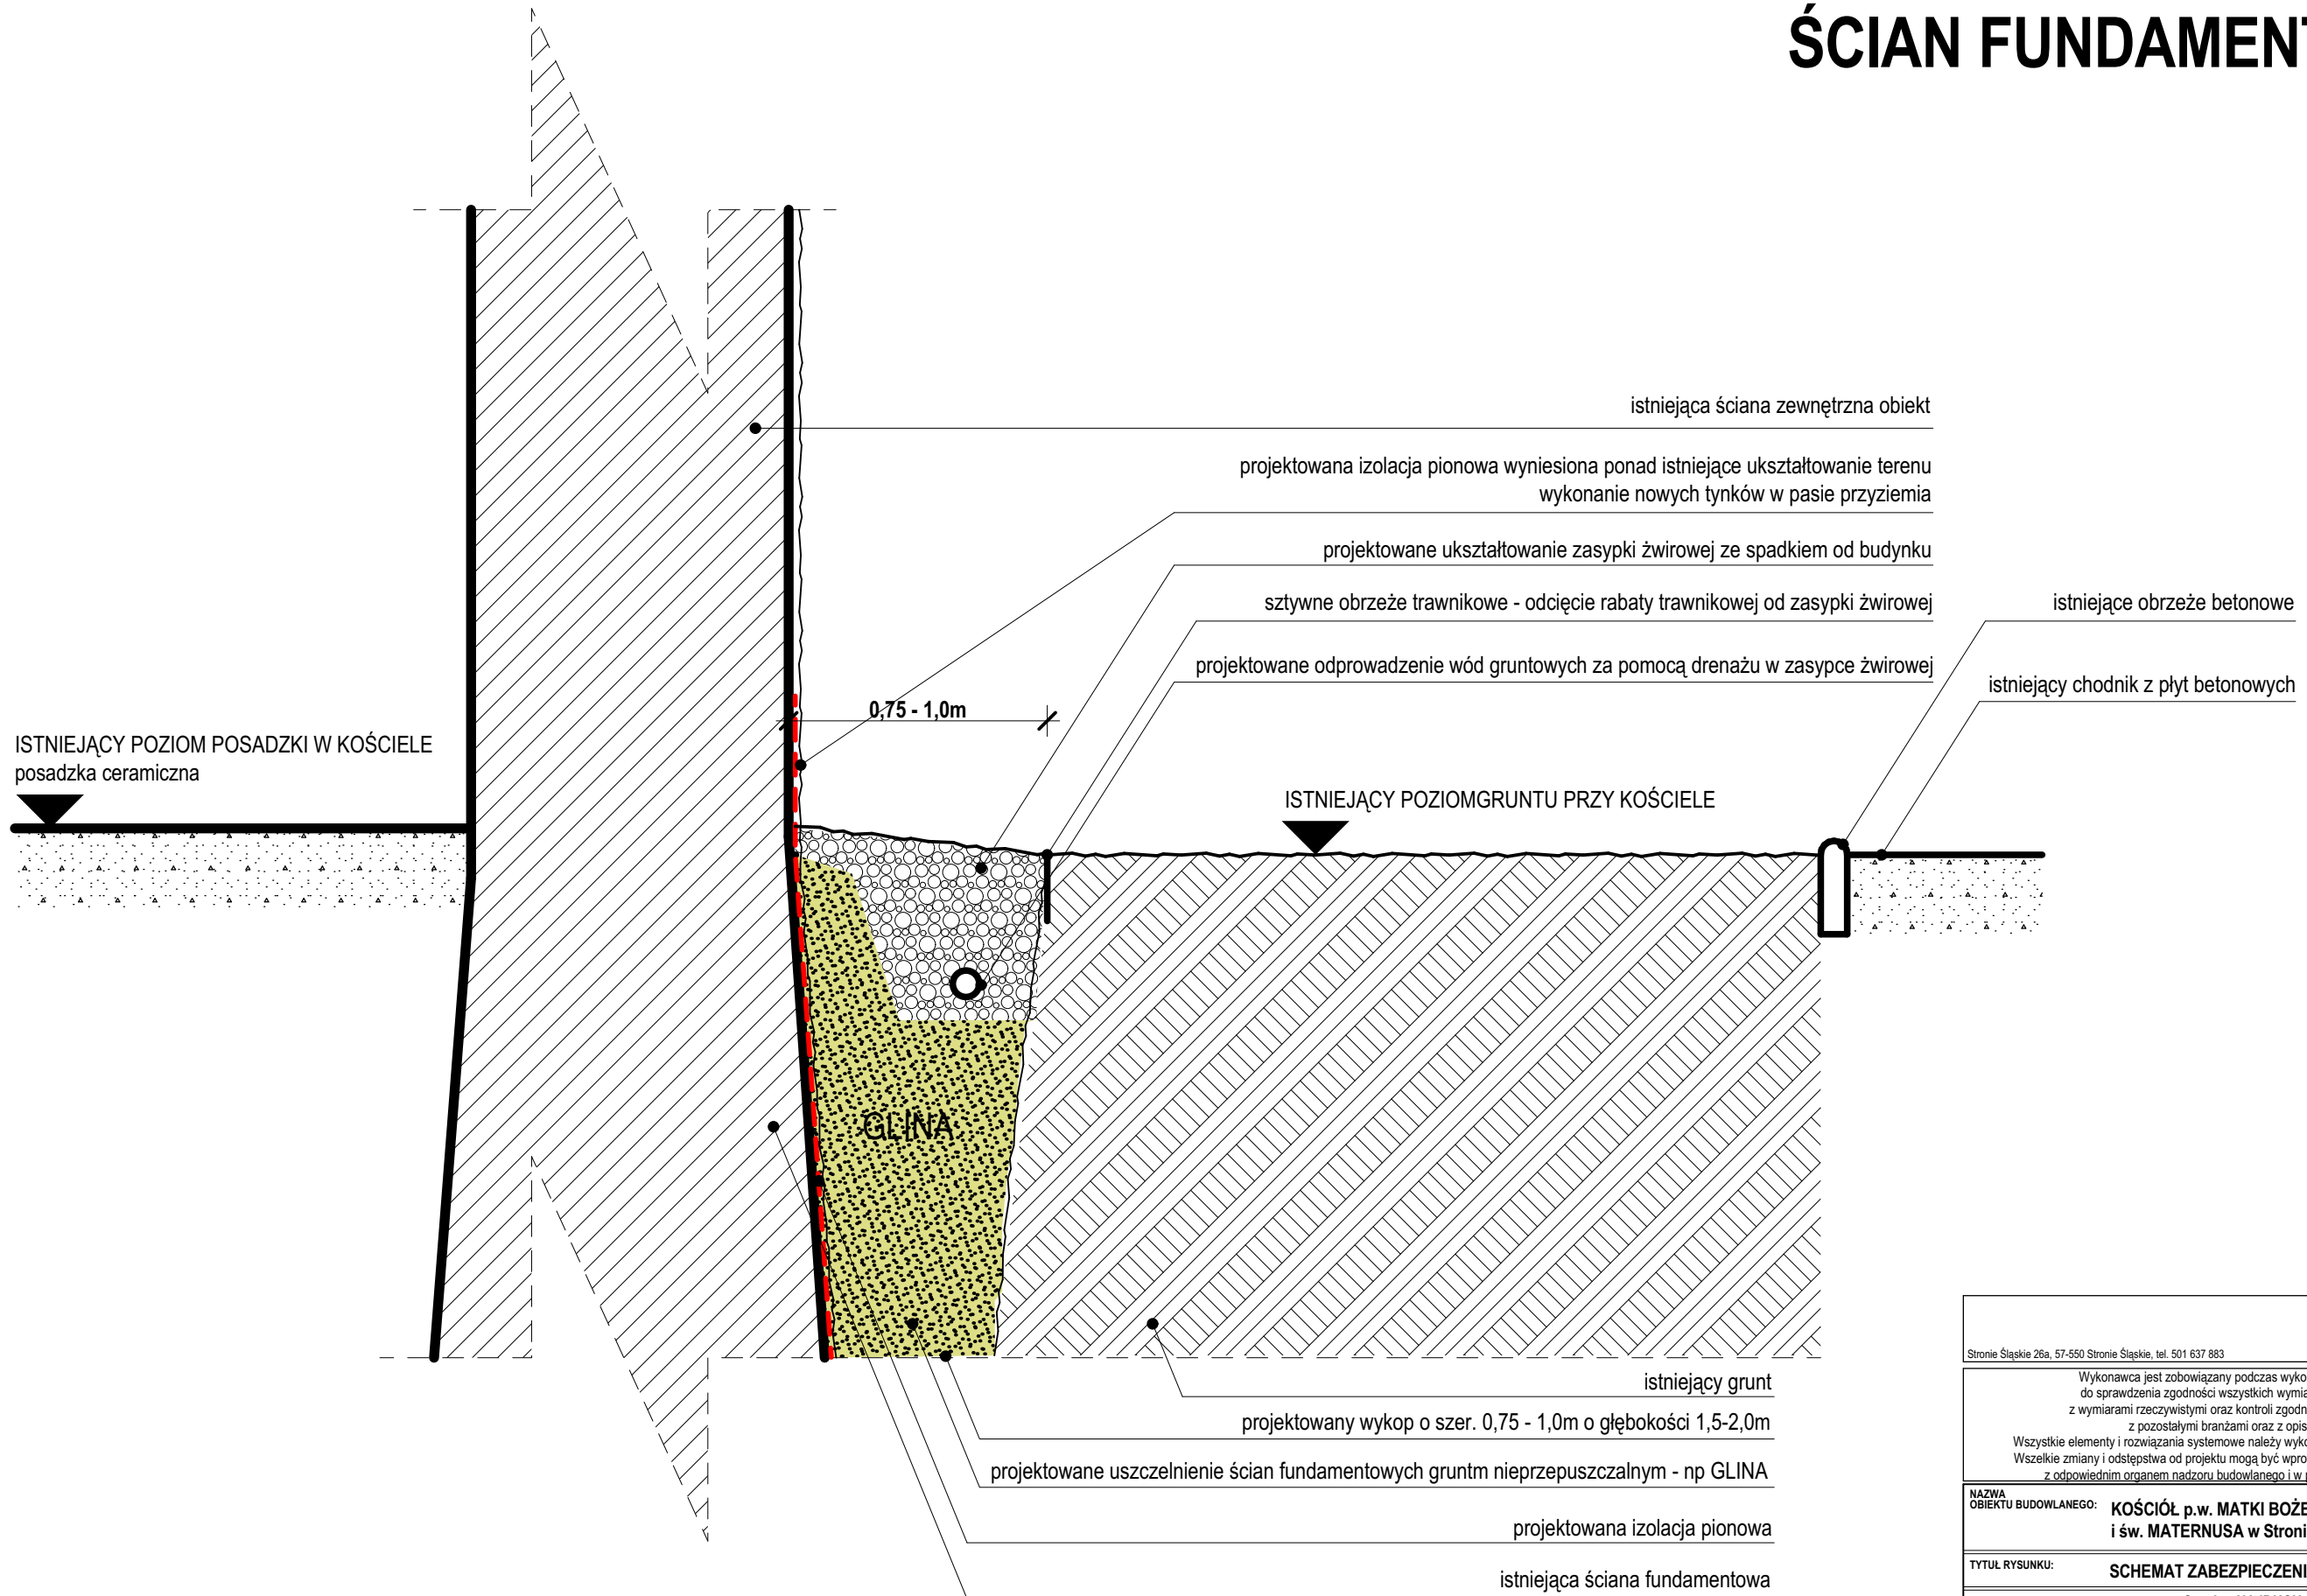 ŚCIAN FUNDAMENT
istniejąca ściana zewnętrzna obiekt
projektowana izolacja pionowa wyniesiona ponad istniejące ukształtowanie terenu
wykonanie nowych tynków w pasie przyziemia
projektowane ukształtowanie zasypki żwirowej ze spadkiem od budynku
sztywne obrzeże trawnikowe - odcięcie rabaty trawnikowej od zasypki żwirowej
istniejące obrzeże betonowe
projektowane odprowadzenie wód gruntowych za pomocą drenażu w zasypce żwirowej
istniejący chodnik z płyt betonowych
0,75 - 1,0m
ISTNIEJĄCY POZIOM POSADZKI W KOŚCIELE
posadzka ceramiczna
ISTNIEJĄCY POZIOMGRUNTU PRZY KOŚCIELE
GLINA
istniejący grunt
projektowany wykop o szer. 0,75 - 1,0m o głębokości 1,5-2,0m
projektowane uszczelnienie ścian fundamentowych gruntm nieprzepuszczalnym - np GLINA
projektowana izolacja pionowa
istniejąca ściana fundamentowa
Stronie Śląskie 26a, 57-550 Stronie Śląskie, tel. 501 637 883
Wykonawca jest zobowiązany podczas wyko
do sprawdzenia zgodności wszystkich wymia
z wymiarami rzeczywistymi oraz kontroli zgodn
z pozostałymi branżami oraz z opis
Wszystkie elementy i rozwiązania systemowe należy wyko
Wszelkie zmiany i odstępstwa od projektu mogą być wpro
z odpowiednim organem nadzoru budowlanego i w
NAZWA
OBIEKTU BUDOWLANEGO:
KOŚCIÓŁ p.w. MATKI BOŻE
i św. MATERNUSA w Stroni
TYTUŁ RYSUNKU:
SCHEMAT ZABEZPIECZENI